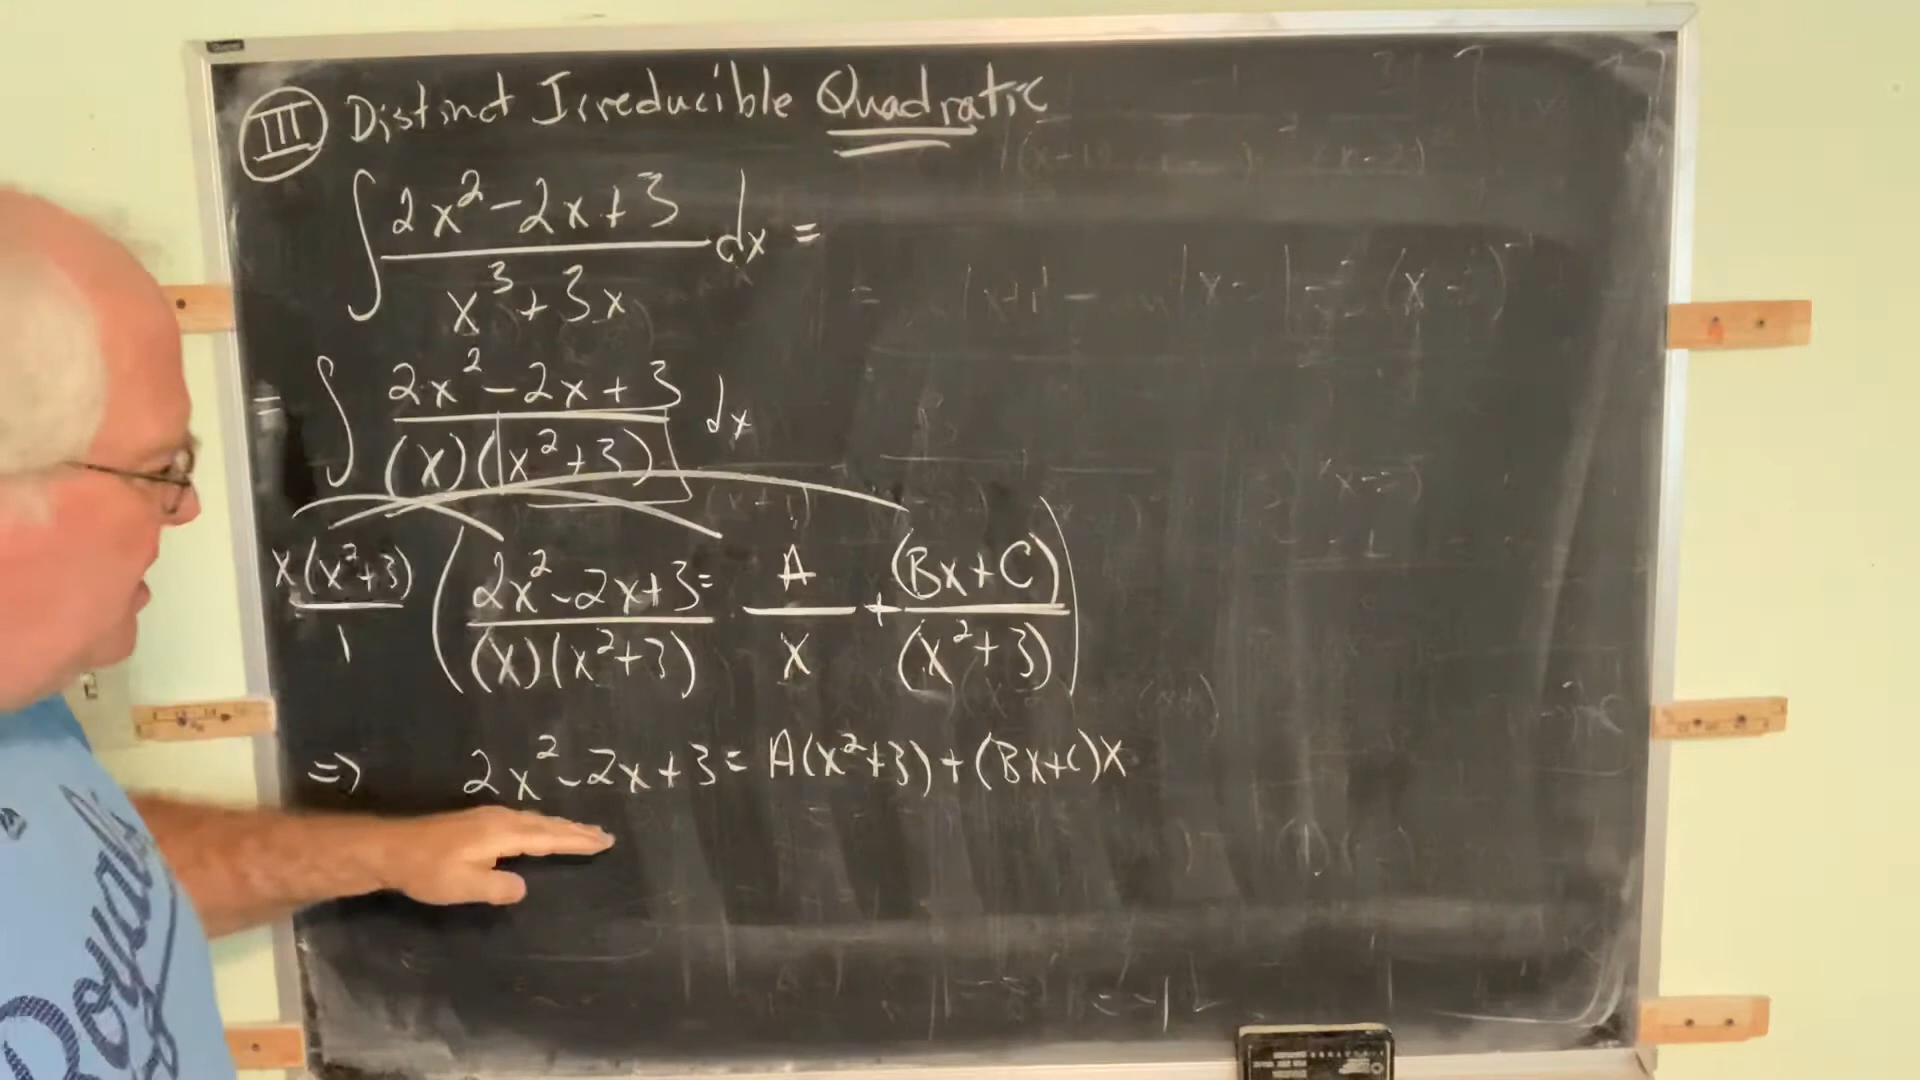 III Distinct Irreducible Quadratic
∫ (2x² - 2x + 3)/(x³ + 3x) dx =
= ∫ (2x² - 2x + 3)/((x)(x² + 3)) dx
x(x² + 3)/1 ( (2x² - 2x + 3)/((x)(x² + 3)) = A/x + (Bx + C)/(x² + 3) )
=> 2x² - 2x + 3 = A(x² + 3) + (Bx + C)x
Royals